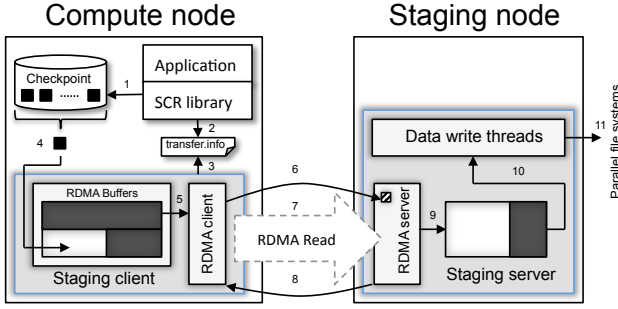 Compute node
Staging node
Application
SCR library
Checkpoint
......
1
2
transfer.info
3
4
RDMA Buffers
5
RDMA client
Staging client
6
7
RDMA Read
8
RDMA server
9
Staging server
10
Data write threads
11
Parallel file systems